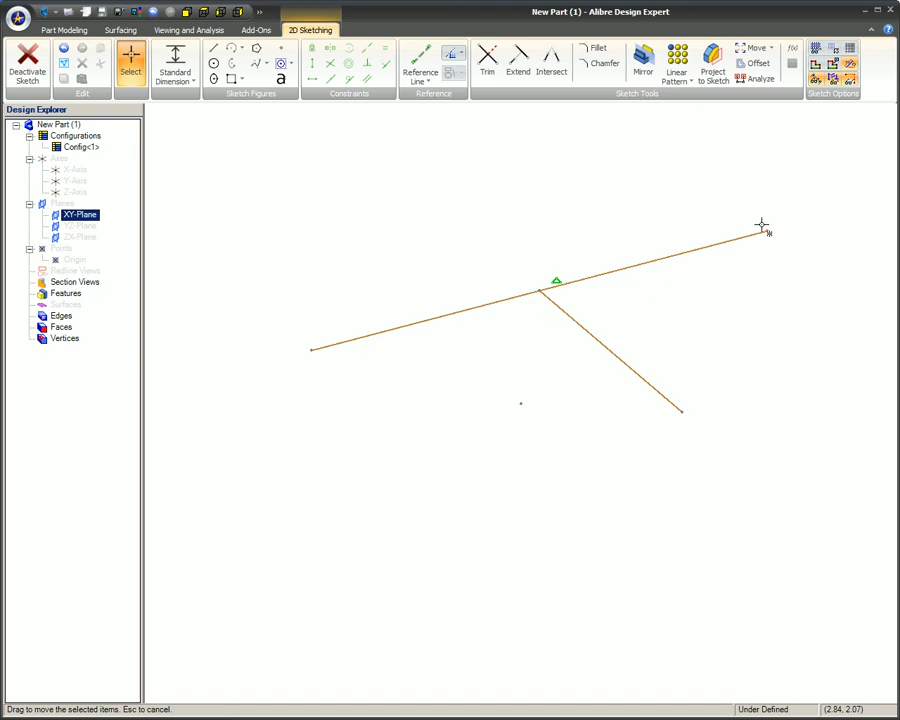 New Part (1) - Alibre Design Expert
Part Modeling
Surfacing
Viewing and Analysis
Add-Ons
2D Sketching
Deactivate
Sketch
Edit
Select
Standard
Dimension
a
Sketch Figures
Constraints
Reference
Line
Reference
Trim
Extend
Intersect
Fillet
Chamfer
Mirror
Linear
Pattern
Project
to Sketch
Move
Offset
Analyze
f(x)
Sketch Tools
Sketch Options
Design Explorer
New Part (1)
Configurations
Config<1>
Axes
X-Axis
Y-Axis
Z-Axis
Planes
XY-Plane
YZ-Plane
ZX-Plane
Points
Origin
Redline Views
Section Views
Features
Surfaces
Edges
Faces
Vertices
Drag to move the selected items. Esc to cancel.
Under Defined
(2.84, 2.07)